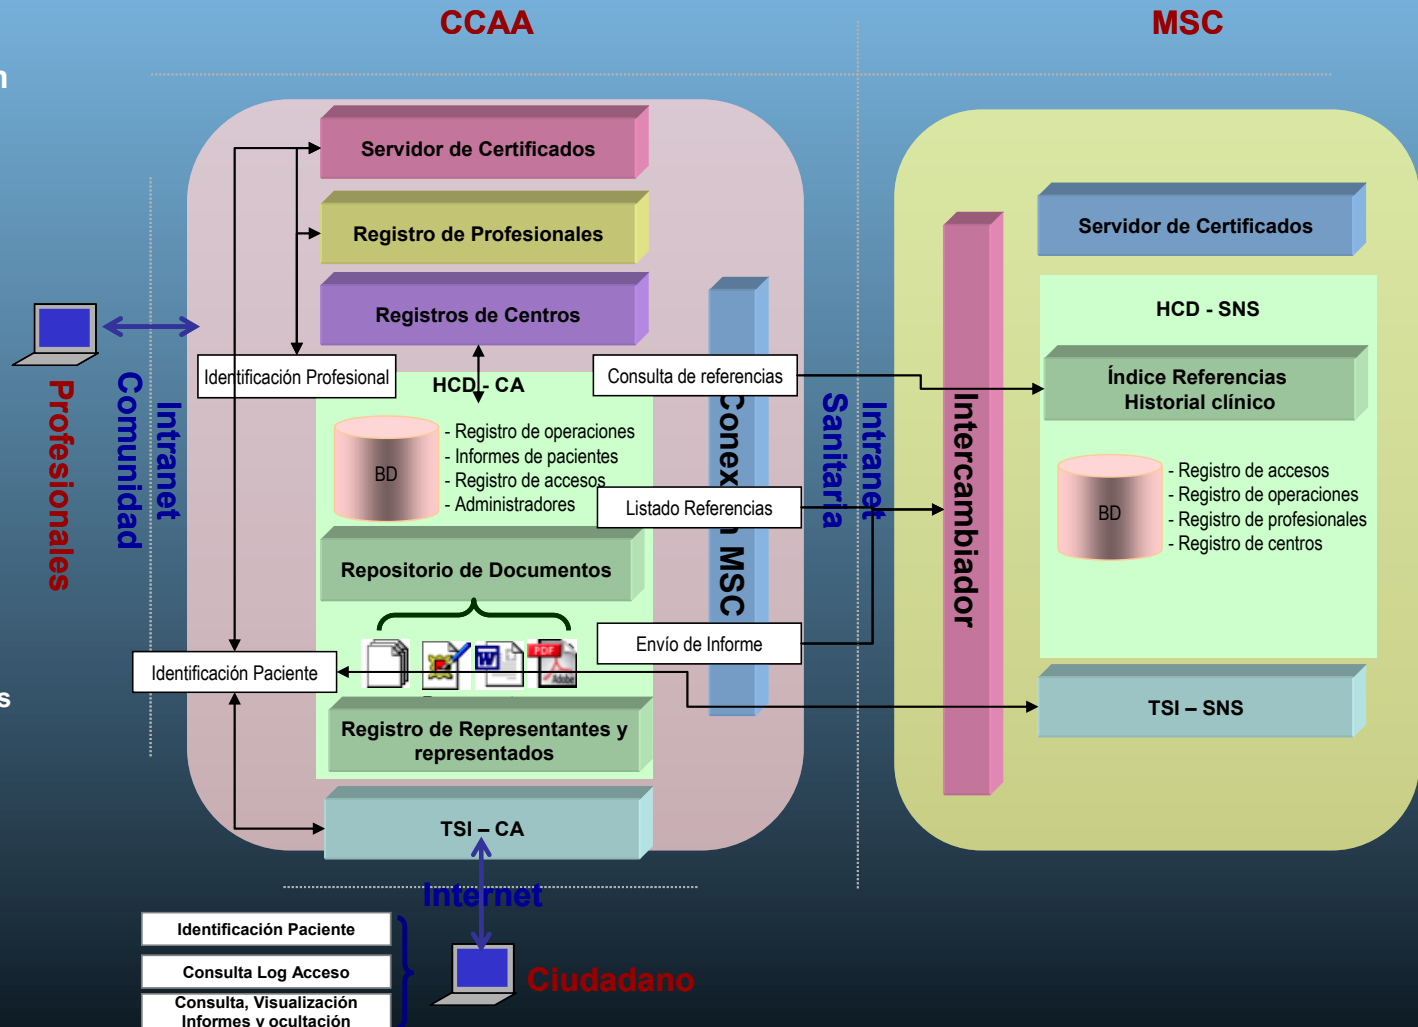 CCAA
MSC
n
Servidor de Certificados
Registro de Profesionales
Registros de Centros
Identificación Profesional
HCD - CA
BD
- Registro de operaciones
- Informes de pacientes
- Registro de accesos
- Administradores
Repositorio de Documentos
W
PDF
Adobe
Identificación Paciente
Registro de Representantes y
representados
TSI – CA
Profesionales
Intranet
Comunidad
s
Consulta de referencias
Listado Referencias
Envío de Informe
MSC
Intranet
Sanitaria
Intercambiador
Servidor de Certificados
HCD - SNS
Índice Referencias
Historial clínico
BD
- Registro de accesos
- Registro de operaciones
- Registro de profesionales
- Registro de centros
TSI – SNS
Internet
Identificación Paciente
Consulta Log Acceso
Consulta, Visualización
Informes y ocultación
Ciudadano